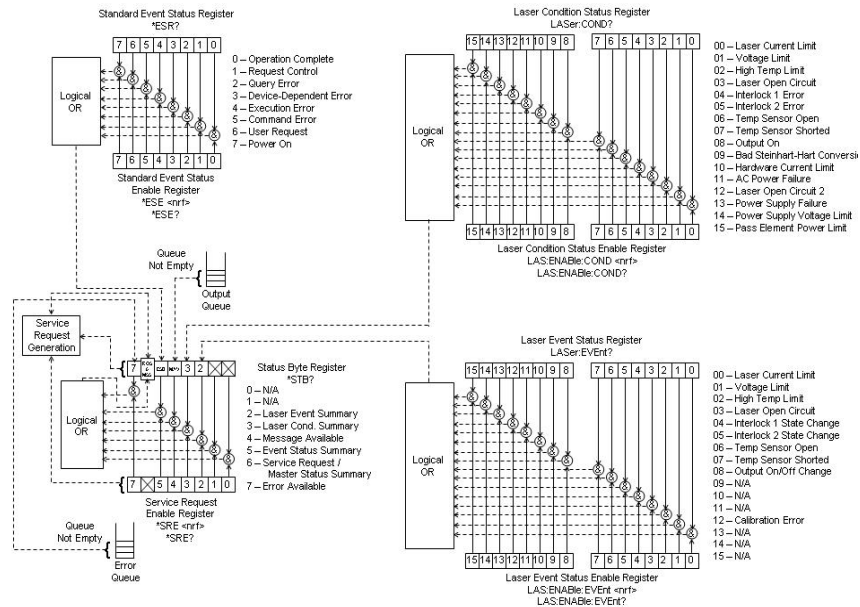 Standard Event Status Register
*ESR?
7 6 5 4 3 2 1 0
0 – Operation Complete
1 – Request Control
2 – Query Error
3 – Device-Dependent Error
4 – Execution Error
5 – Command Error
6 – User Request
7 – Power On
Logical
OR
& & & & & & & &
7 6 5 4 3 2 1 0
Standard Event Status
Enable Register
*ESE <nrf>
*ESE?
Laser Condition Status Register
LASer:COND?
15 14 13 12 11 10 9 8
7 6 5 4 3 2 1 0
00 – Laser Current Limit
01 – Voltage Limit
02 – High Temp Limit
03 – Laser Open Circuit
04 – Interlock 1 Error
05 – Interlock 2 Error
06 – Temp Sensor Open
07 – Temp Sensor Shorted
08 – Output On
09 – Bad Steinhart-Hart Conversio
10 – Hardware Current Limit
11 – AC Power Failure
12 – Laser Open Circuit 2
13 – Power Supply Failure
14 – Power Supply Voltage Limit
15 – Pass Element Power Limit
Logical
OR
& & & & & & & & & & & & & & & &
15 14 13 12 11 10 9 8
7 6 5 4 3 2 1 0
Laser Condition Status Enable Register
LAS:ENABle:COND <nrf>
LAS:ENABle:COND?
Queue
Not Empty
Output
Queue
Service
Request
Generation
7 ESB MAV 3 2
Status Byte Register
*STB?
0 – N/A
1 – N/A
2 – Laser Event Summary
3 – Laser Cond. Summary
4 – Message Available
5 – Event Status Summary
6 – Service Request /
Master Status Summary
7 – Error Available
Logical
OR
& & & & & & &
7 5 4 3 2 1 0
Service Request
Enable Register
*SRE <nrf>
*SRE?
Queue
Not Empty
Error
Queue
Laser Event Status Register
LASer:EVEnt?
15 14 13 12 11 10 9 8
7 6 5 4 3 2 1 0
00 – Laser Current Limit
01 – Voltage Limit
02 – High Temp Limit
03 – Laser Open Circuit
04 – Interlock 1 State Change
05 – Interlock 2 State Change
06 – Temp Sensor Open
07 – Temp Sensor Shorted
08 – Output On/Off Change
09 – N/A
10 – N/A
11 – N/A
12 – Calibration Error
13 – N/A
14 – N/A
15 – N/A
Logical
OR
& & & & & & & & & & & & & & & &
15 14 13 12 11 10 9 8
7 6 5 4 3 2 1 0
Laser Event Status Enable Register
LAS:ENABle:EVEnt <nrf>
LAS:ENABle:EVEnt?